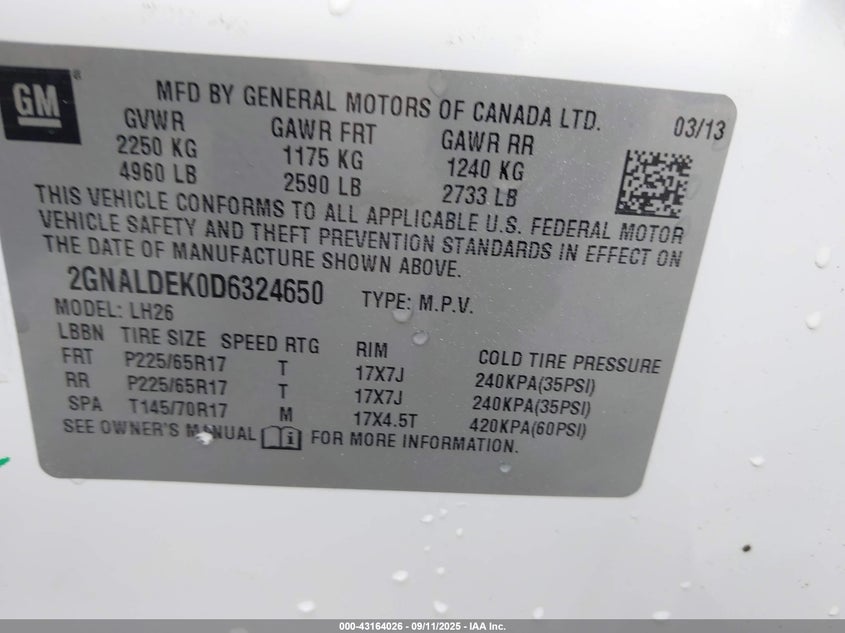 GM ®
MFD BY GENERAL MOTORS OF CANADA LTD.
03/13
GVWR GAWR FRT GAWR RR
2250 KG 1175 KG 1240 KG
4960 LB 2590 LB 2733 LB
THIS VEHICLE CONFORMS TO ALL APPLICABLE U.S. FEDERAL MOTOR
VEHICLE SAFETY AND THEFT PREVENTION STANDARDS IN EFFECT ON
THE DATE OF MANUFACTURE SHOWN ABOVE.
2GNALDEK0D6324650 TYPE: M.P.V.
MODEL: LH26
LBBN TIRE SIZE SPEED RTG RIM COLD TIRE PRESSURE
FRT P225/65R17 T 17X7J 240KPA(35PSI)
RR P225/65R17 T 17X7J 240KPA(35PSI)
SPA T145/70R17 M 17X4.5T 420KPA(60PSI)
SEE OWNER'S MANUAL FOR MORE INFORMATION.
000-43164026 - 09/11/2025 - IAA Inc.